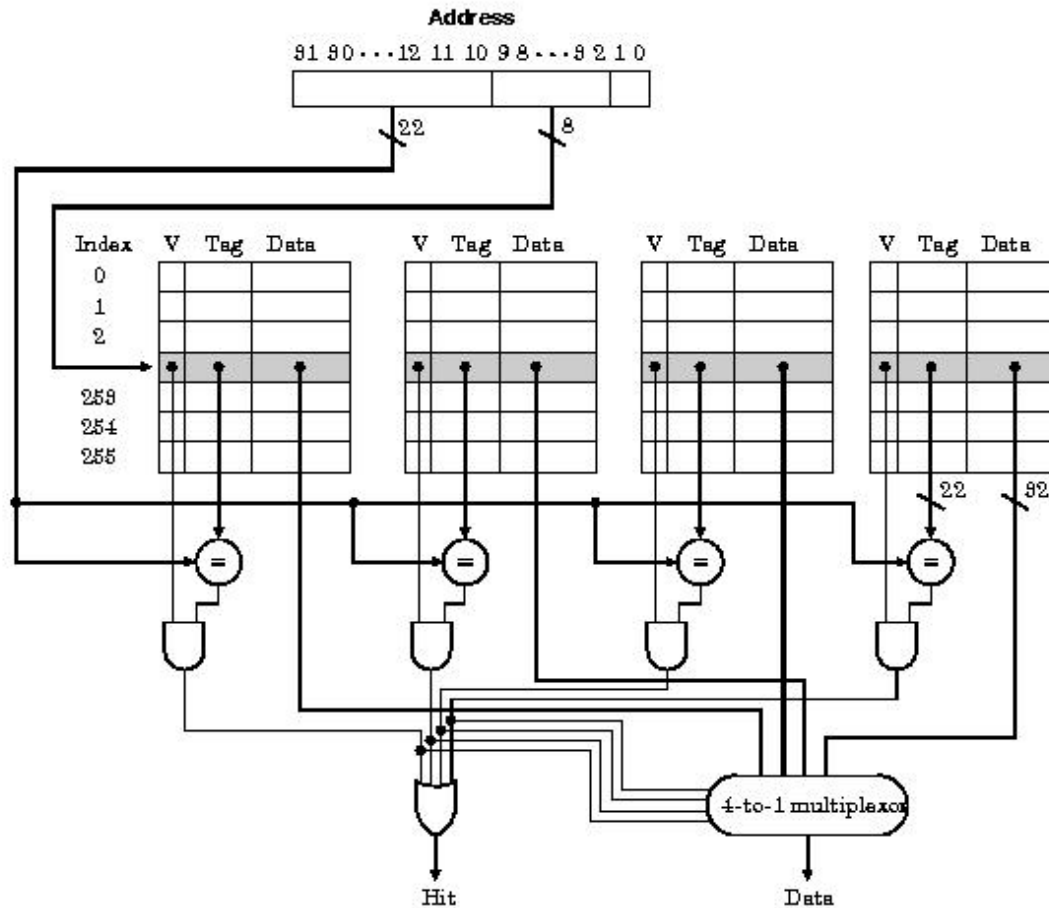 Address
31 30 · · · 12 11 10 9 8 · · · 3 2 1 0
22
8
Index V Tag Data V Tag Data V Tag Data V Tag Data
0
1
2
253
254
255
22
32
= = = =
4-to-1 multiplexor
Hit
Data